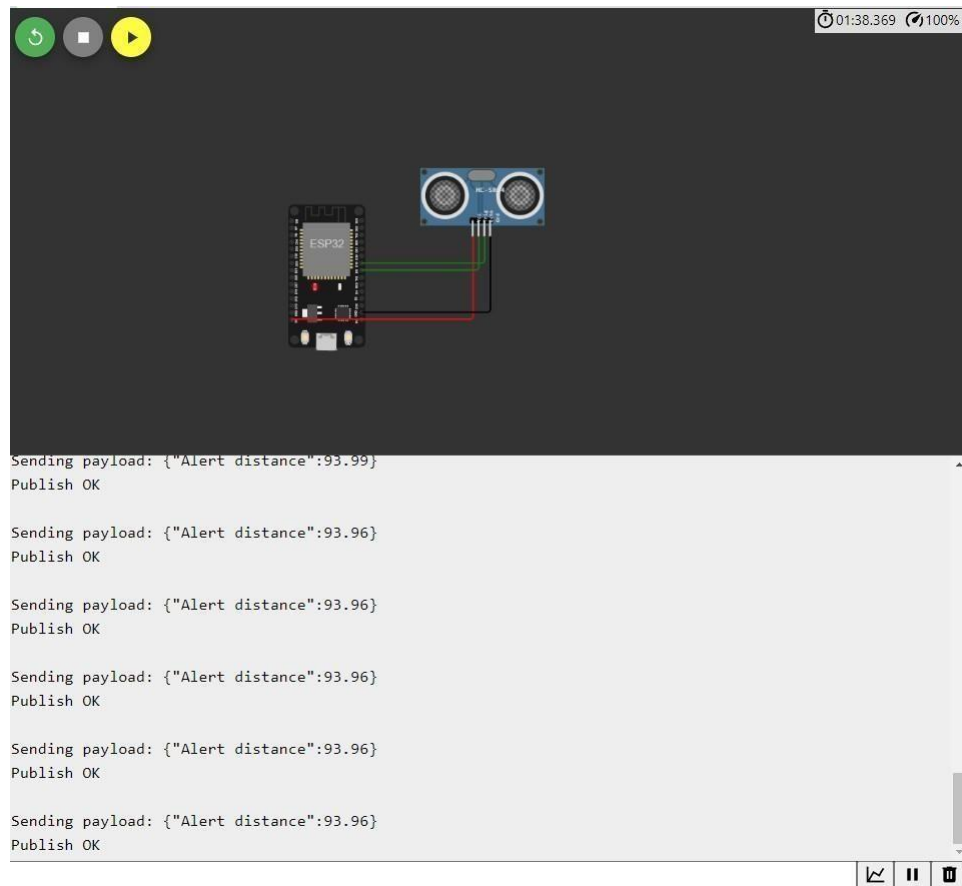 01:38.369 100%
ESP32
Sending payload: {"Alert distance":93.99}
Publish OK
Sending payload: {"Alert distance":93.96}
Publish OK
Sending payload: {"Alert distance":93.96}
Publish OK
Sending payload: {"Alert distance":93.96}
Publish OK
Sending payload: {"Alert distance":93.96}
Publish OK
Sending payload: {"Alert distance":93.96}
Publish OK